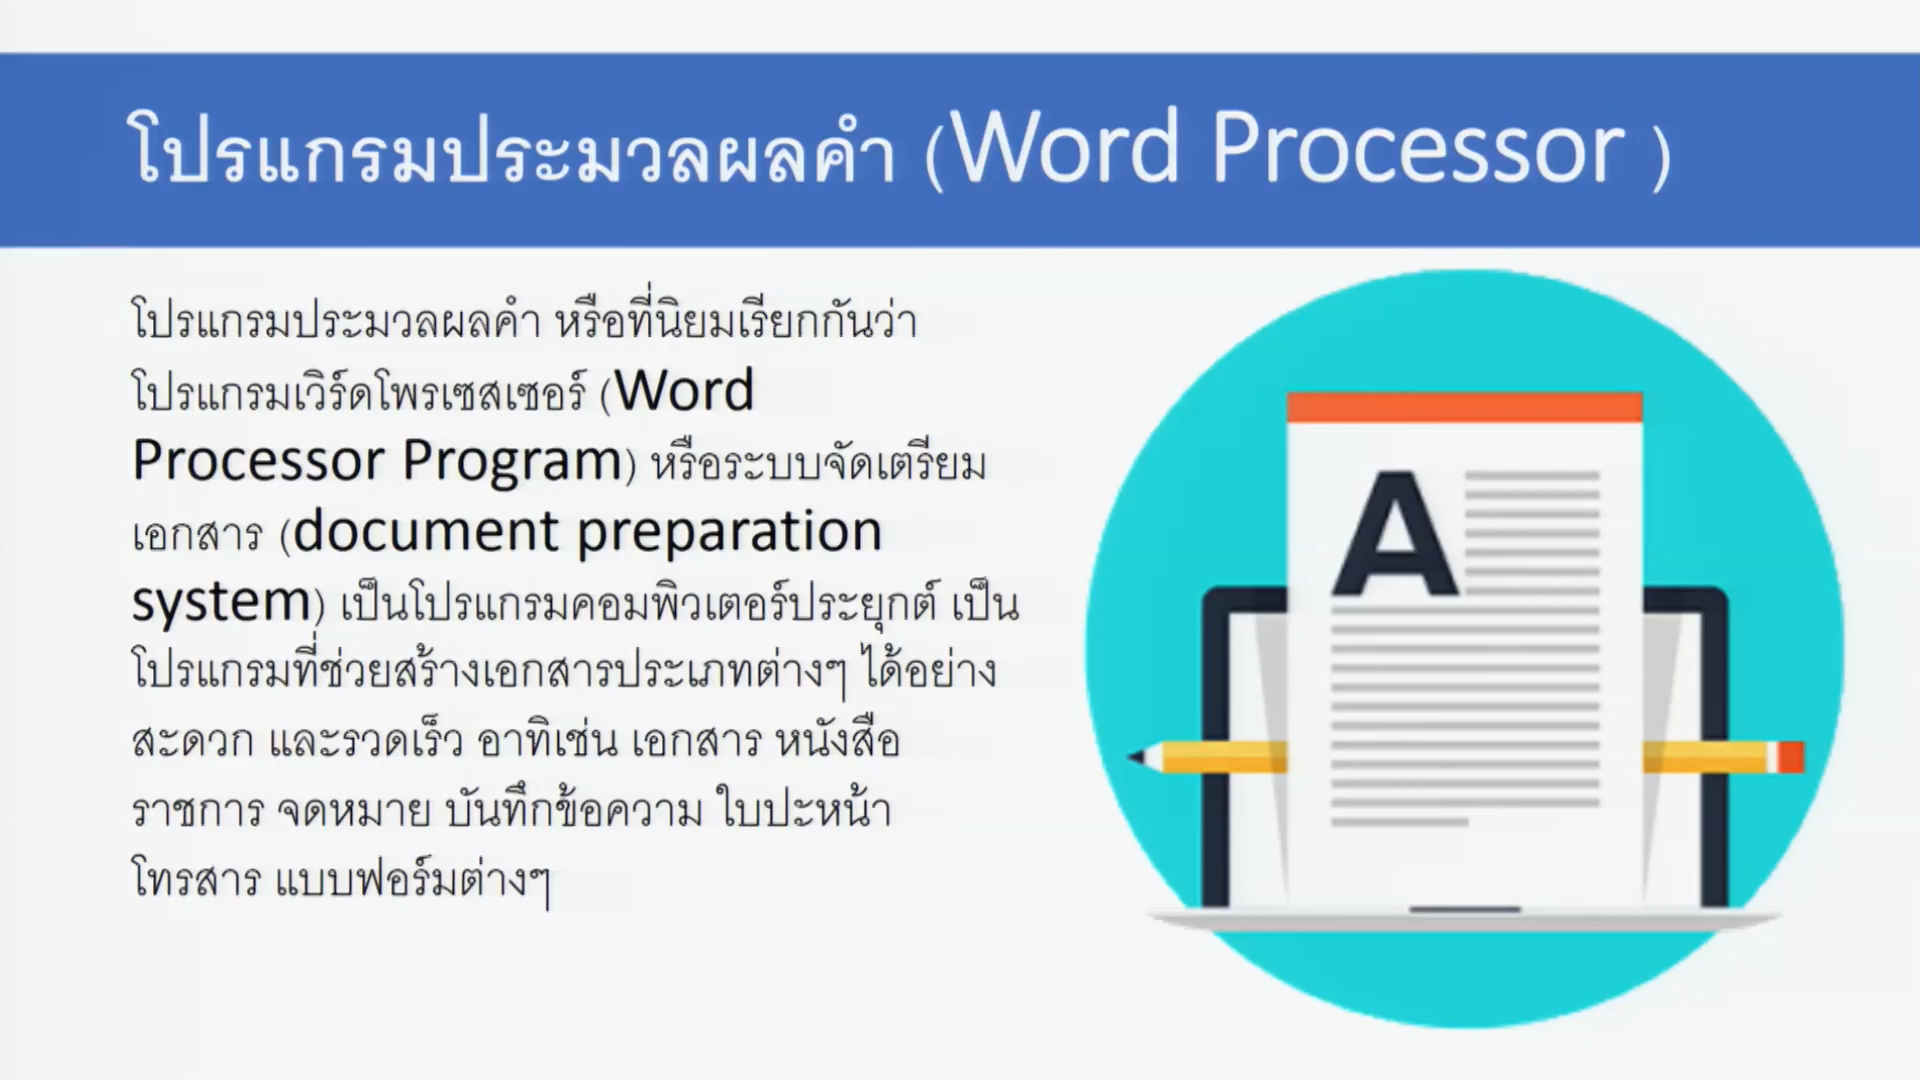 โปรแกรมประมวลผลคำ (Word Processor )
โปรแกรมประมวลผลคำ หรือที่นิยมเรียกกันว่า
โปรแกรมเวิร์ดโพรเซสเซอร์ (Word
Processor Program) หรือระบบจัดเตรียม
เอกสาร (document preparation
system) เป็นโปรแกรมคอมพิวเตอร์ประยุกต์ เป็น
โปรแกรมที่ช่วยสร้างเอกสารประเภทต่างๆ ได้อย่าง
สะดวก และรวดเร็ว อาทิเช่น เอกสาร หนังสือ
ราชการ จดหมาย บันทึกข้อความ ใบปะหน้า
โทรสาร แบบฟอร์มต่างๆ
A